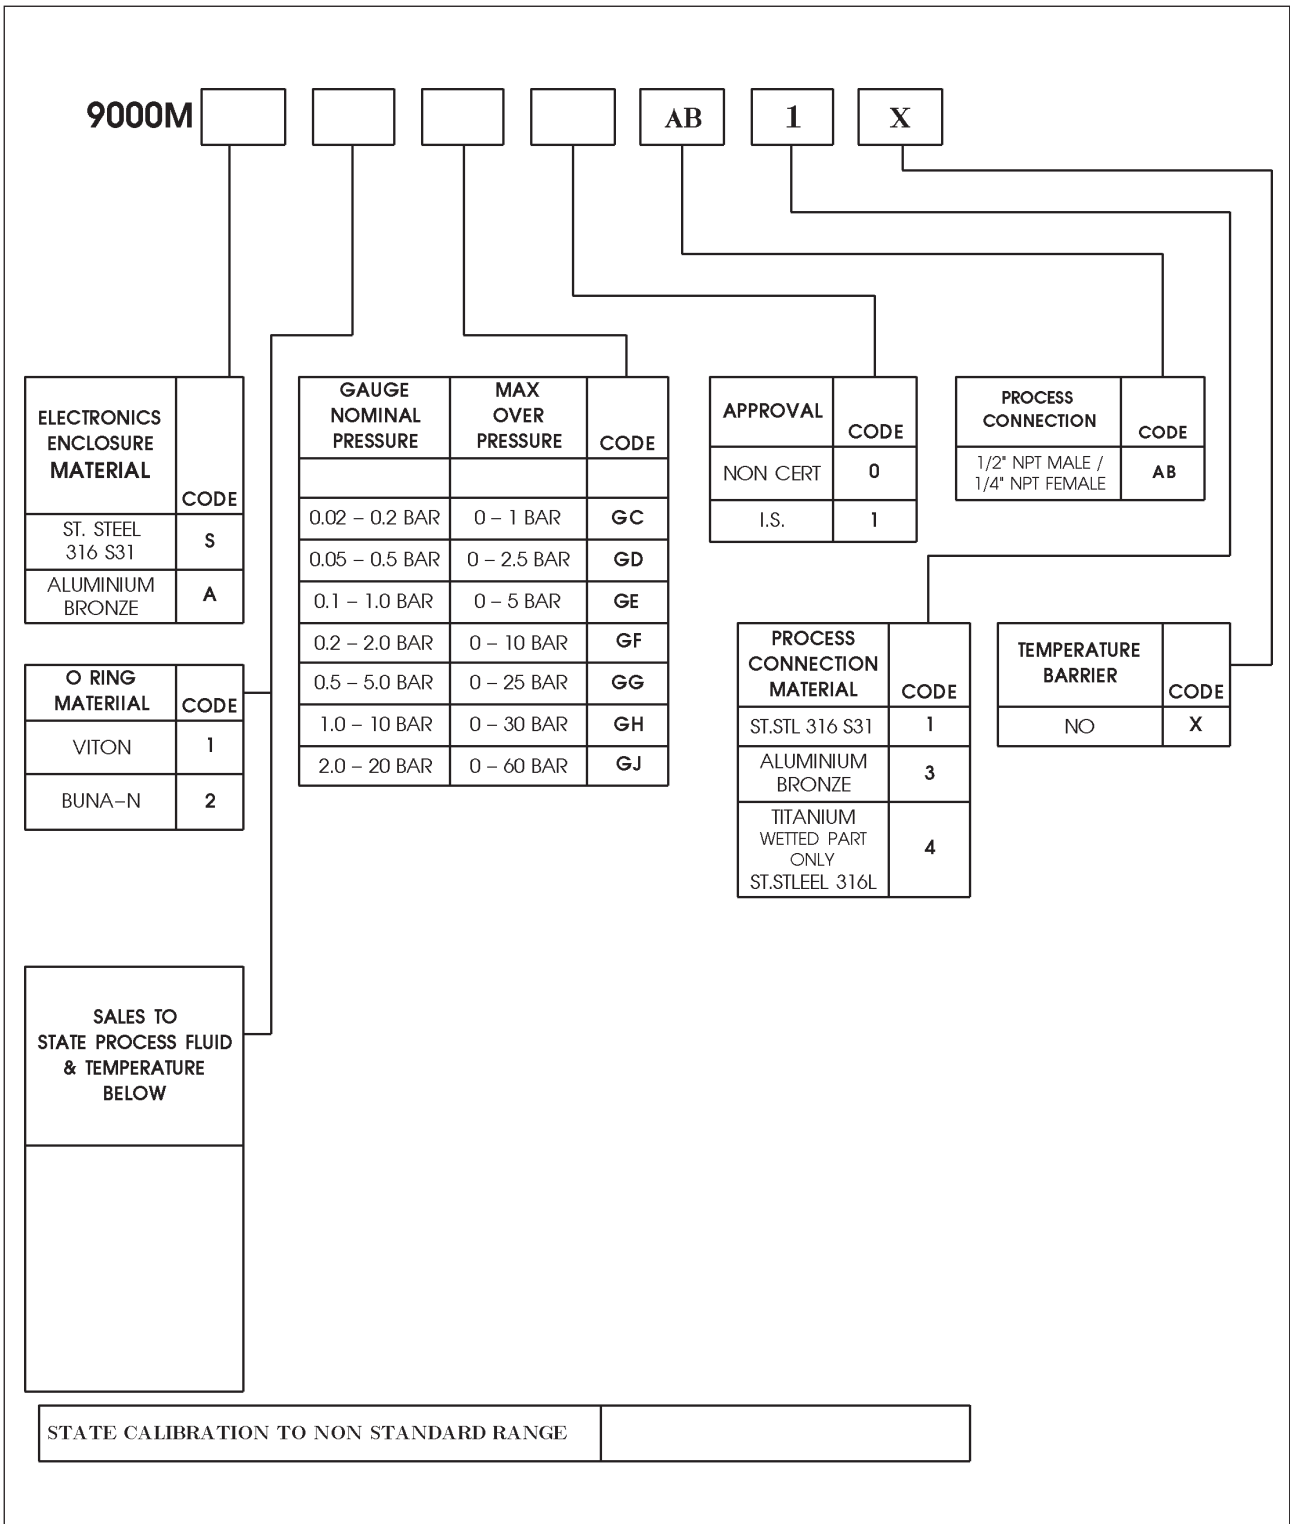 9000M
AB
1
X
ELECTRONICS
ENCLOSURE
MATERIAL
CODE
ST. STEEL
316 S31
S
ALUMINIUM
BRONZE
A
O RING
MATERIIAL
CODE
VITON
1
BUNA-N
2
SALES TO
STATE PROCESS FLUID
& TEMPERATURE
BELOW
GAUGE
NOMINAL
PRESSURE
MAX
OVER
PRESSURE
CODE
0.02 – 0.2 BAR 0 – 1 BAR GC
0.05 – 0.5 BAR 0 – 2.5 BAR GD
0.1 – 1.0 BAR 0 – 5 BAR GE
0.2 – 2.0 BAR 0 – 10 BAR GF
0.5 – 5.0 BAR 0 – 25 BAR GG
1.0 – 10 BAR 0 – 30 BAR GH
2.0 – 20 BAR 0 – 60 BAR GJ
APPROVAL
CODE
NON CERT 0
I.S. 1
PROCESS
CONNECTION
CODE
1/2" NPT MALE /
1/4" NPT FEMALE
AB
PROCESS
CONNECTION
MATERIAL
CODE
ST.STL 316 S31 1
ALUMINIUM
BRONZE
3
TITANIUM
WETTED PART
ONLY
ST.STLEEL 316L
4
TEMPERATURE
BARRIER
CODE
NO X
STATE CALIBRATION TO NON STANDARD RANGE